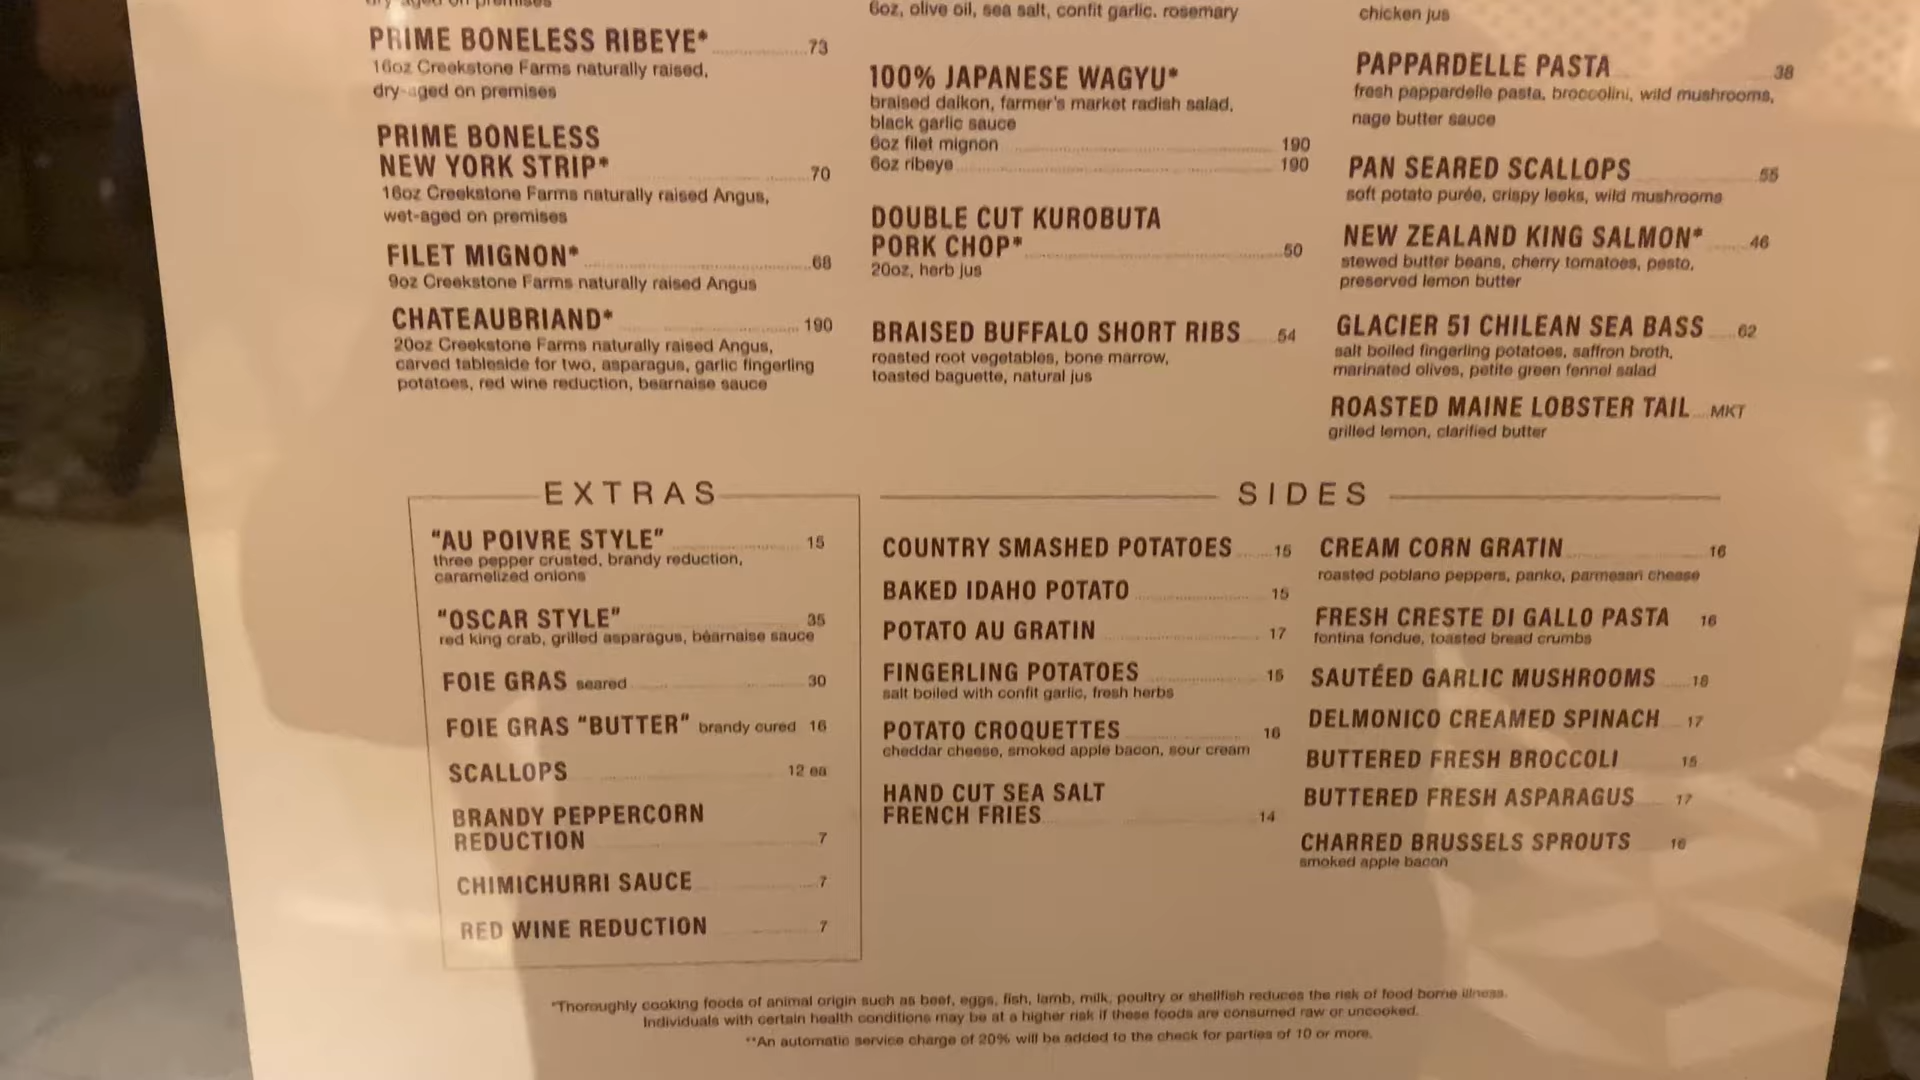 dry-aged on premises
PRIME BONELESS RIBEYE* 73
16oz Creekstone Farms naturally raised,
dry-aged on premises
PRIME BONELESS
NEW YORK STRIP* 70
16oz Creekstone Farms naturally raised Angus,
wet-aged on premises
FILET MIGNON* 68
9oz Creekstone Farms naturally raised Angus
CHATEAUBRIAND* 190
20oz Creekstone Farms naturally raised Angus,
carved tableside for two, asparagus, garlic fingerling
potatoes, red wine reduction, bearnaise sauce
6oz, olive oil, sea salt, confit garlic. rosemary
100% JAPANESE WAGYU*
braised daikon, farmer's market radish salad,
black garlic sauce
6oz filet mignon 190
6oz ribeye 190
DOUBLE CUT KUROBUTA
PORK CHOP* 50
20oz, herb jus
BRAISED BUFFALO SHORT RIBS 54
roasted root vegetables, bone marrow,
toasted baguette, natural jus
chicken jus
PAPPARDELLE PASTA 38
fresh pappardelle pasta, broccolini, wild mushrooms,
nage butter sauce
PAN SEARED SCALLOPS 55
soft potato purée, crispy leeks, wild mushrooms
NEW ZEALAND KING SALMON* 46
stewed butter beans, cherry tomatoes, pesto,
preserved lemon butter
GLACIER 51 CHILEAN SEA BASS 62
salt boiled fingerling potatoes, saffron broth,
marinated olives, petite green fennel salad
ROASTED MAINE LOBSTER TAIL MKT
grilled lemon, clarified butter
EXTRAS
"AU POIVRE STYLE" 15
three pepper crusted, brandy reduction,
caramelized onions
"OSCAR STYLE" 35
red king crab, grilled asparagus, béarnaise sauce
FOIE GRAS seared 30
FOIE GRAS "BUTTER" brandy cured 16
SCALLOPS 12 ea
BRANDY PEPPERCORN
REDUCTION 7
CHIMICHURRI SAUCE 7
RED WINE REDUCTION 7
SIDES
COUNTRY SMASHED POTATOES 15
BAKED IDAHO POTATO 15
POTATO AU GRATIN 17
FINGERLING POTATOES 15
salt boiled with confit garlic, fresh herbs
POTATO CROQUETTES 16
cheddar cheese, smoked apple bacon, sour cream
HAND CUT SEA SALT
FRENCH FRIES 14
CREAM CORN GRATIN 16
roasted poblano peppers, panko, parmesan cheese
FRESH CRESTE DI GALLO PASTA 16
fontina fondue, toasted bread crumbs
SAUTÉED GARLIC MUSHROOMS 18
DELMONICO CREAMED SPINACH 17
BUTTERED FRESH BROCCOLI 15
BUTTERED FRESH ASPARAGUS 17
CHARRED BRUSSELS SPROUTS 16
smoked apple bacon
*Thoroughly cooking foods of animal origin such as beef, eggs, fish, lamb, milk, poultry or shellfish reduces the risk of food borne illness.
Individuals with certain health conditions may be at a higher risk if these foods are consumed raw or uncooked.
**An automatic service charge of 20% will be added to the check for parties of 10 or more.